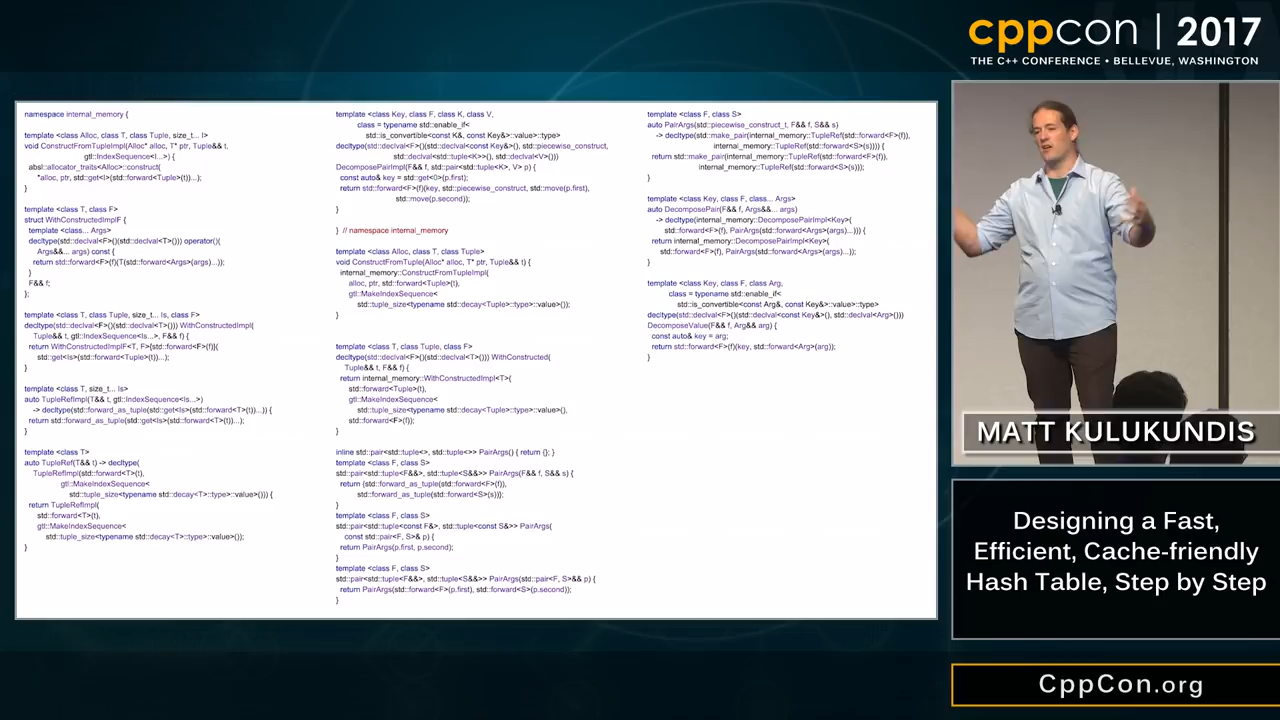 cppcon | 2017
THE C++ CONFERENCE • BELLEVUE, WASHINGTON
namespace internal_memory {
template <class Alloc, class T, class Tuple, size_t... I>
void ConstructFromTupleImpl(Alloc* alloc, T* ptr, Tuple&& t,
gtl::IndexSequence<I...>) {
absl::allocator_traits<Alloc>::construct(
*alloc, ptr, std::get<I>(std::forward<Tuple>(t))...);
}
template <class T, class F>
struct WithConstructedImplF {
template <class... Args>
decltype(std::declval<F>()(std::declval<T>())) operator()(
Args&&... args) const {
return std::forward<F>(f)(T(std::forward<Args>(args)...));
}
F&& f;
};
template <class T, class Tuple, size_t... Is, class F>
decltype(std::declval<F>()(std::declval<T>())) WithConstructedImpl(
Tuple&& t, gtl::IndexSequence<Is...>, F&& f) {
return WithConstructedImplF<T, F>{std::forward<F>(f)}(
std::get<Is>(std::forward<Tuple>(t))...);
}
template <class T, size_t... Is>
auto TupleRefImpl(T&& t, gtl::IndexSequence<Is...>)
-> decltype(std::forward_as_tuple(std::get<Is>(std::forward<T>(t))...)) {
return std::forward_as_tuple(std::get<Is>(std::forward<T>(t))...);
}
template <class T>
auto TupleRef(T&& t) -> decltype(
TupleRefImpl(std::forward<T>(t),
gtl::MakeIndexSequence<
std::tuple_size<typename std::decay<T>::type>::value>())) {
return TupleRefImpl(
std::forward<T>(t),
gtl::MakeIndexSequence<
std::tuple_size<typename std::decay<T>::type>::value>());
}
template <class Key, class F, class K, class V,
class = typename std::enable_if<
std::is_convertible<const K&, const Key&>::value>::type>
decltype(std::declval<F>()(std::declval<const Key&>(), std::piecewise_construct,
std::declval<std::tuple<K>>(), std::declval<V>()))
DecomposePairImpl(F&& f, std::pair<std::tuple<K>, V> p) {
const auto& key = std::get<0>(p.first);
return std::forward<F>(f)(key, std::piecewise_construct, std::move(p.first),
std::move(p.second));
}
} // namespace internal_memory
template <class Alloc, class T, class Tuple>
void ConstructFromTuple(Alloc* alloc, T* ptr, Tuple&& t) {
internal_memory::ConstructFromTupleImpl(
alloc, ptr, std::forward<Tuple>(t),
gtl::MakeIndexSequence<
std::tuple_size<typename std::decay<Tuple>::type>::value>());
}
template <class T, class Tuple, class F>
decltype(std::declval<F>()(std::declval<T>())) WithConstructed(
Tuple&& t, F&& f) {
return internal_memory::WithConstructedImpl<T>(
std::forward<Tuple>(t),
gtl::MakeIndexSequence<
std::tuple_size<typename std::decay<Tuple>::type>::value>(),
std::forward<F>(f));
}
inline std::pair<std::tuple<>, std::tuple<>> PairArgs() { return {}; }
template <class F, class S>
std::pair<std::tuple<F&&>, std::tuple<S&&>> PairArgs(F&& f, S&& s) {
return {std::forward_as_tuple(std::forward<F>(f)),
std::forward_as_tuple(std::forward<S>(s))};
}
template <class F, class S>
std::pair<std::tuple<const F&>, std::tuple<const S&>> PairArgs(
const std::pair<F, S>& p) {
return PairArgs(p.first, p.second);
}
template <class F, class S>
std::pair<std::tuple<F&&>, std::tuple<S&&>> PairArgs(std::pair<F, S>&& p) {
return PairArgs(std::forward<F>(p.first), std::forward<S>(p.second));
}
template <class F, class S>
auto PairArgs(std::piecewise_construct_t, F&& f, S&& s)
-> decltype(std::make_pair(internal_memory::TupleRef(std::forward<F>(f)),
internal_memory::TupleRef(std::forward<S>(s)))) {
return std::make_pair(internal_memory::TupleRef(std::forward<F>(f)),
internal_memory::TupleRef(std::forward<S>(s)));
}
template <class Key, class F, class... Args>
auto DecomposePair(F&& f, Args&&... args)
-> decltype(internal_memory::DecomposePairImpl<Key>(
std::forward<F>(f), PairArgs(std::forward<Args>(args)...))) {
return internal_memory::DecomposePairImpl<Key>(
std::forward<F>(f), PairArgs(std::forward<Args>(args)...));
}
template <class Key, class F, class Arg,
class = typename std::enable_if<
std::is_convertible<const Arg&, const Key&>::value>::type>
decltype(std::declval<F>()(std::declval<const Key&>(), std::declval<Arg>()))
DecomposeValue(F&& f, Arg&& arg) {
const auto& key = arg;
return std::forward<F>(f)(key, std::forward<Arg>(arg));
}
MATT KULUKUNDIS
Designing a Fast,
Efficient, Cache-friendly
Hash Table, Step by Step
CppCon.org